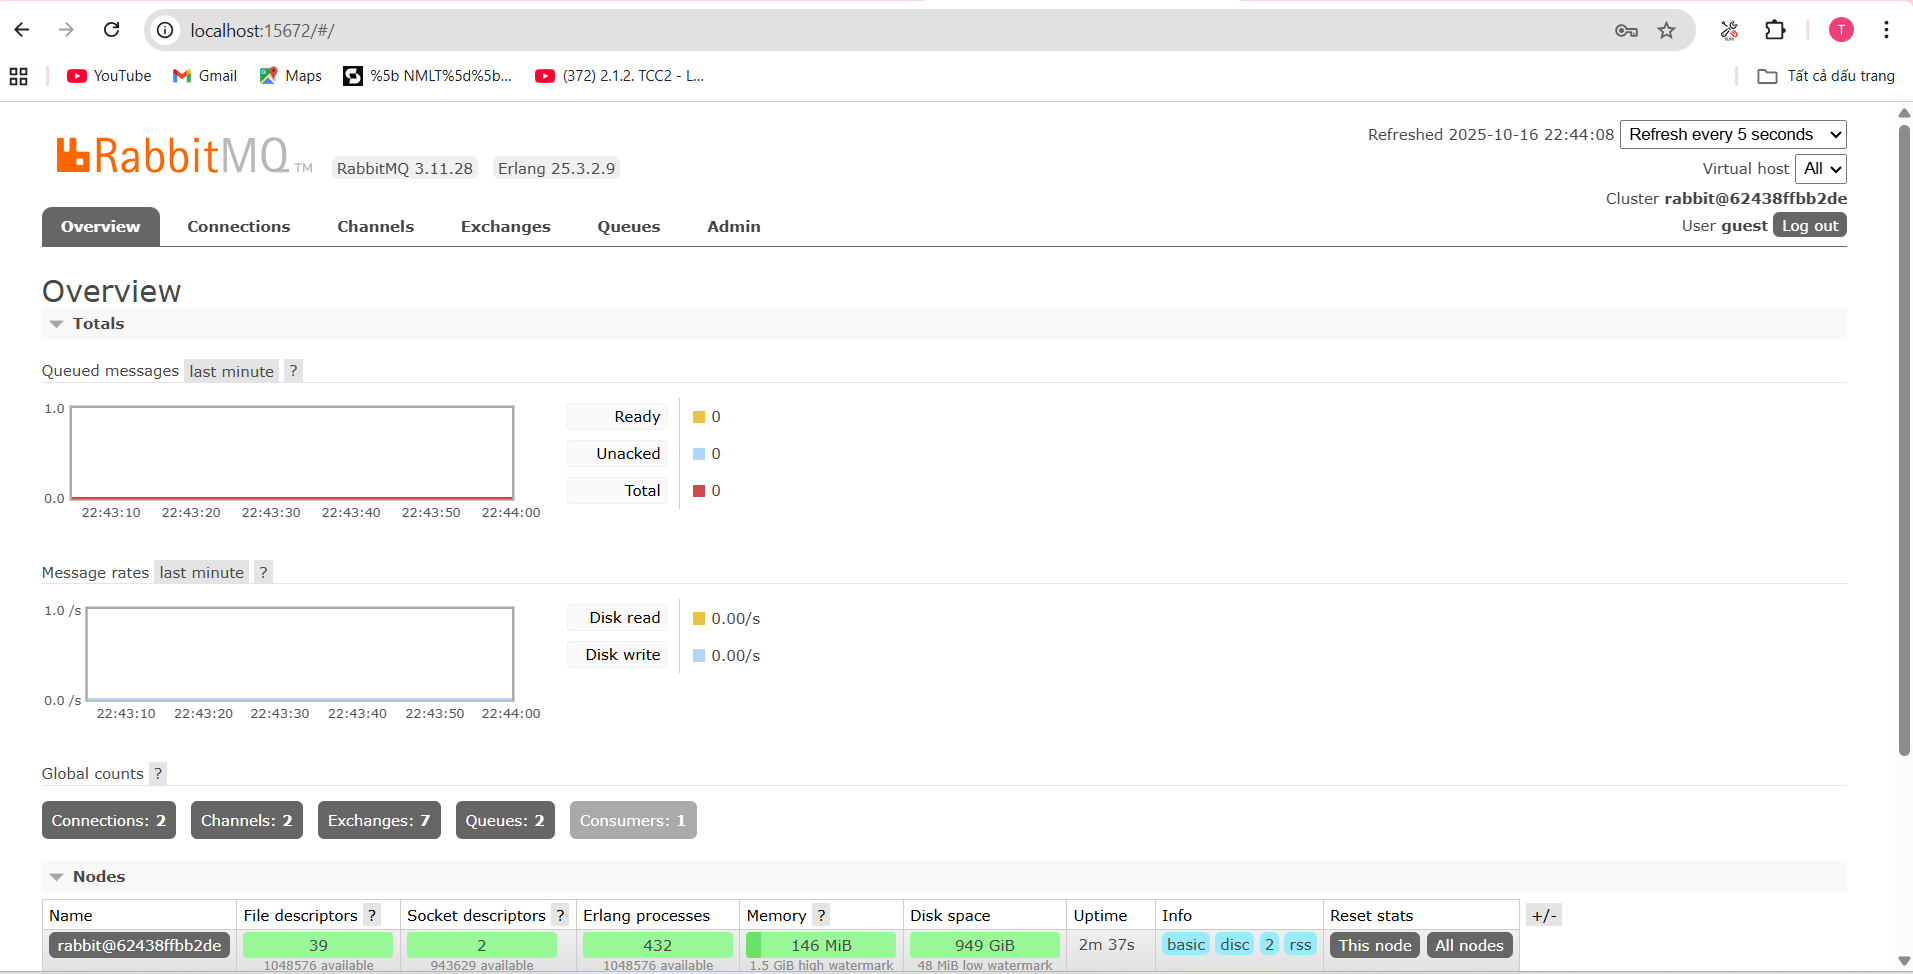 localhost:15672/#/
T
YouTube Gmail Maps %5b NMLT%5d%5b... (372) 2.1.2. TCC2 - L... Tất cả dấu trang
RabbitMQ TM RabbitMQ 3.11.28 Erlang 25.3.2.9
Refreshed 2025-10-16 22:44:08 Refresh every 5 seconds
Virtual host All
Cluster rabbit@62438ffbb2de
User guest Log out
Overview Connections Channels Exchanges Queues Admin
Overview
Totals
Queued messages last minute ?
1.0
0.0
22:43:10 22:43:20 22:43:30 22:43:40 22:43:50 22:44:00
Ready 0
Unacked 0
Total 0
Message rates last minute ?
1.0 /s
0.0 /s
22:43:10 22:43:20 22:43:30 22:43:40 22:43:50 22:44:00
Disk read 0.00/s
Disk write 0.00/s
Global counts ?
Connections: 2 Channels: 2 Exchanges: 7 Queues: 2 Consumers: 1
Nodes
Name File descriptors ? Socket descriptors ? Erlang processes Memory ? Disk space Uptime Info Reset stats +/-
rabbit@62438ffbb2de 39 2 432 146 MiB 949 GiB 2m 37s basic disc 2 rss This node All nodes
1048576 available 943629 available 1048576 available 1.5 GiB high watermark 48 MiB low watermark